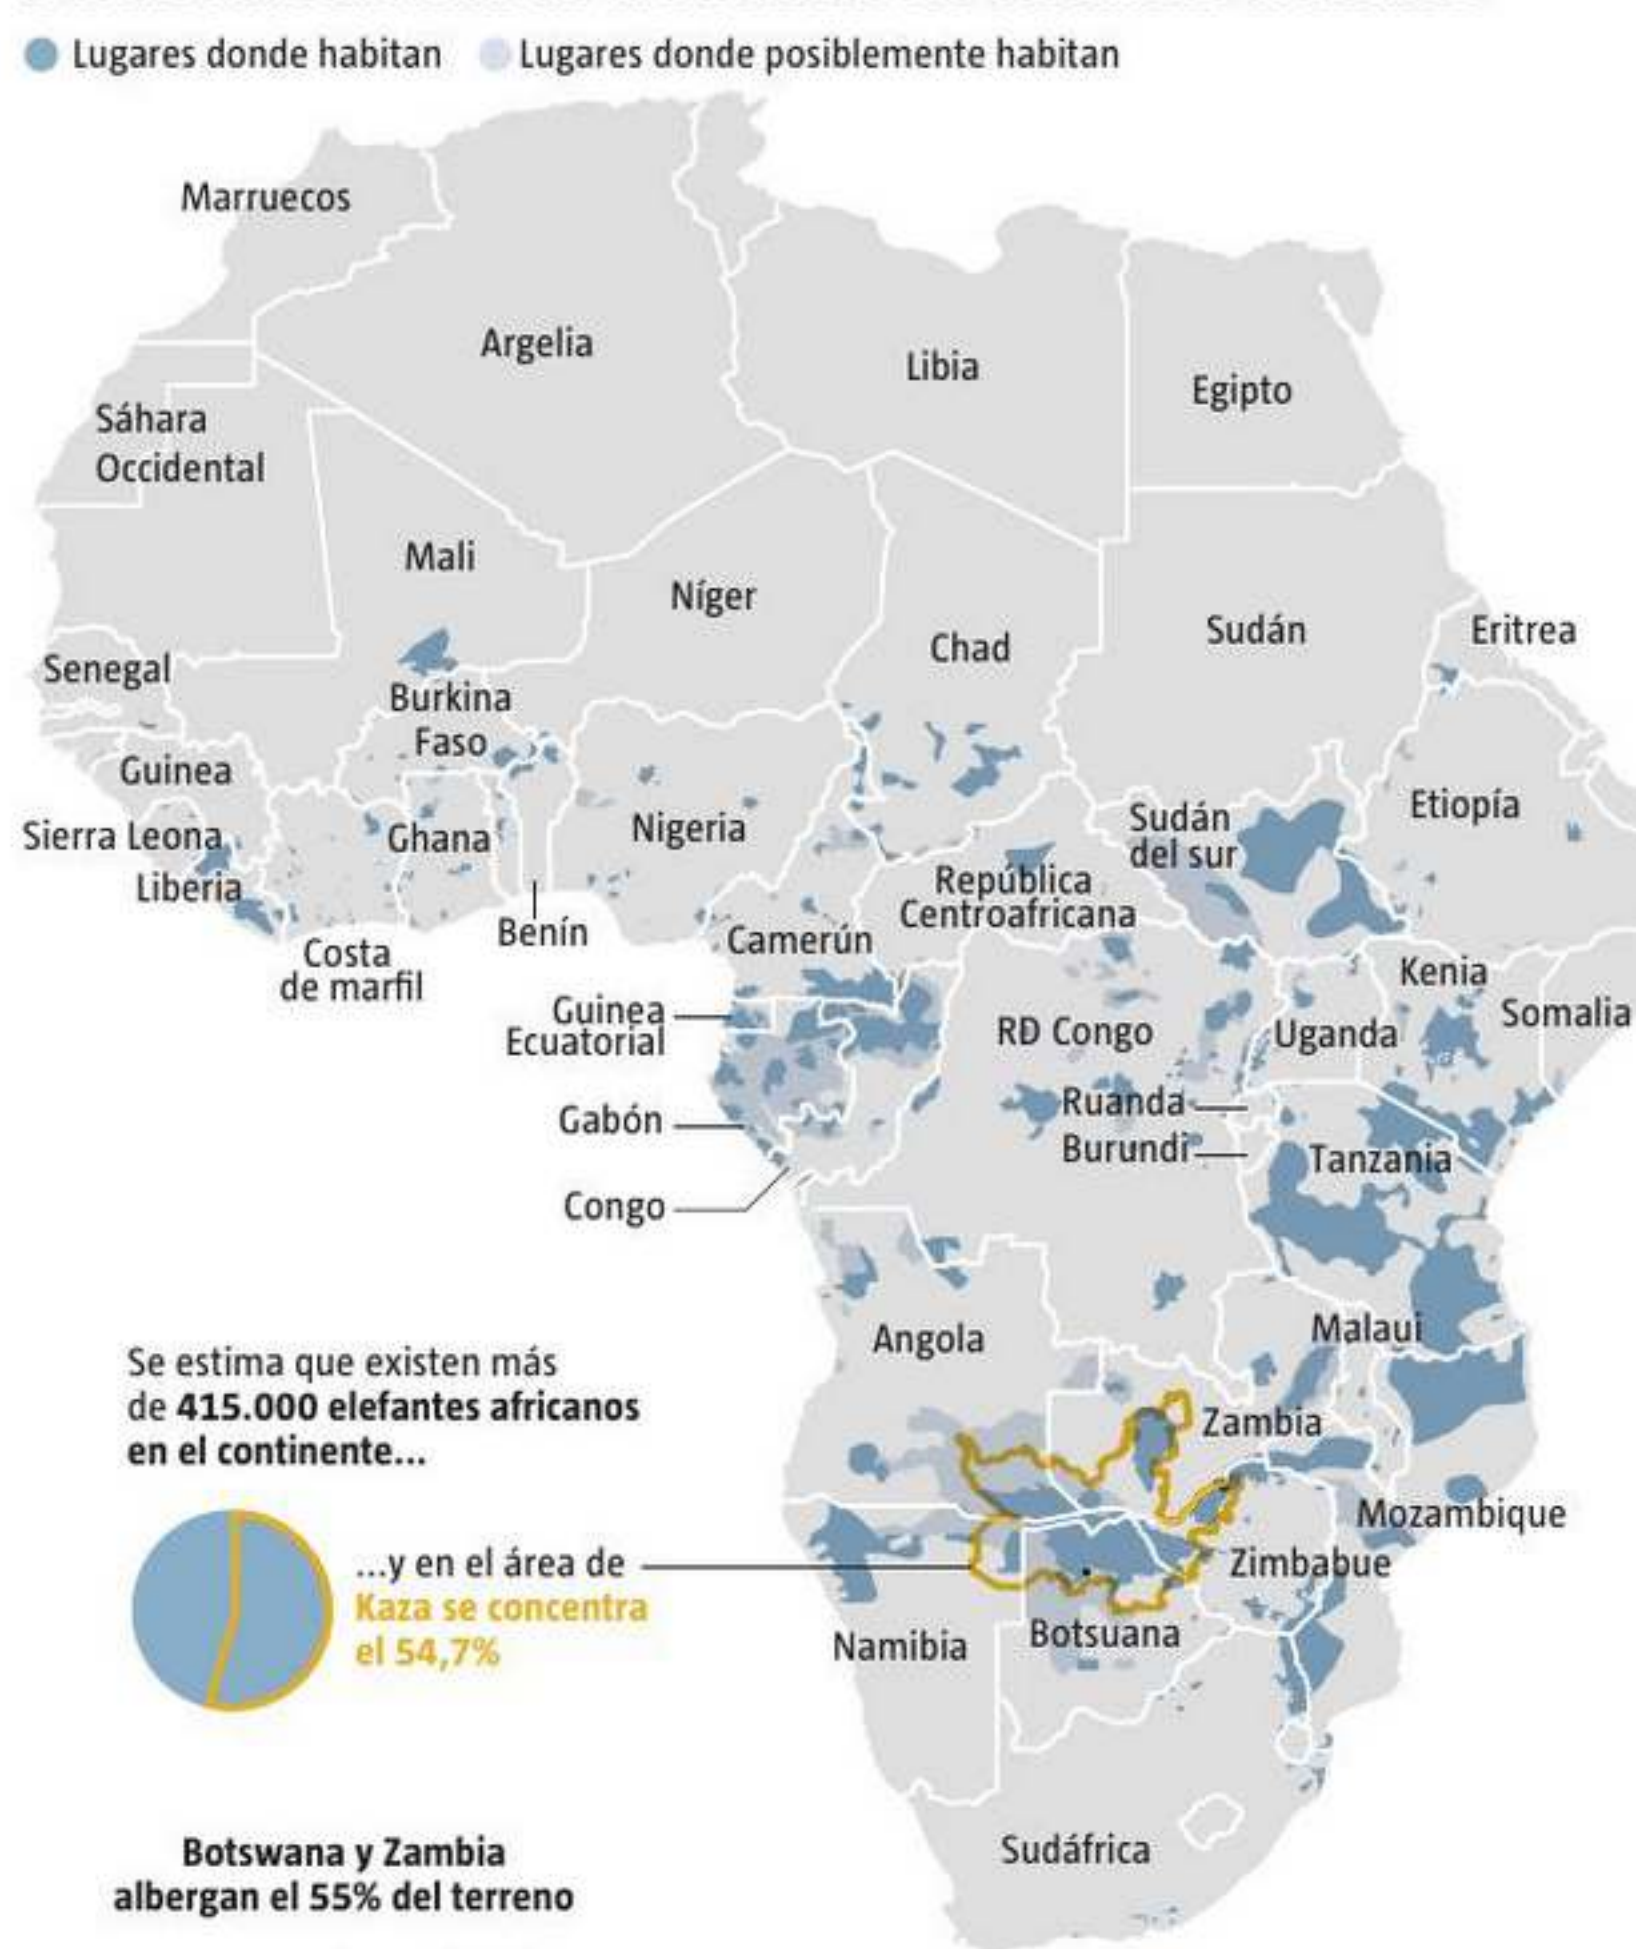 Lugares donde habitan
Lugares donde posiblemente habitan
Marruecos
Argelia
Libia
Egipto
Sáhara
Occidental
Mali
Níger
Chad
Sudán
Eritrea
Senegal
Burkina
Faso
Guinea
Sierra Leona
Liberia
Ghana
Nigeria
Sudán
del sur
Etiopía
República
Centroafricana
Costa
de marfil
Benín
Camerún
Kenia
Somalia
Guinea
Ecuatorial
RD Congo
Uganda
Gabón
Ruanda
Burundi
Tanzania
Congo
Angola
Malaui
Zambia
Mozambique
Zimbabue
Namibia
Botsuana
Sudáfrica
Se estima que existen más
de 415.000 elefantes africanos
en el continente...
...y en el área de
Kaza se concentra
el 54,7%
Botswana y Zambia
albergan el 55% del terreno